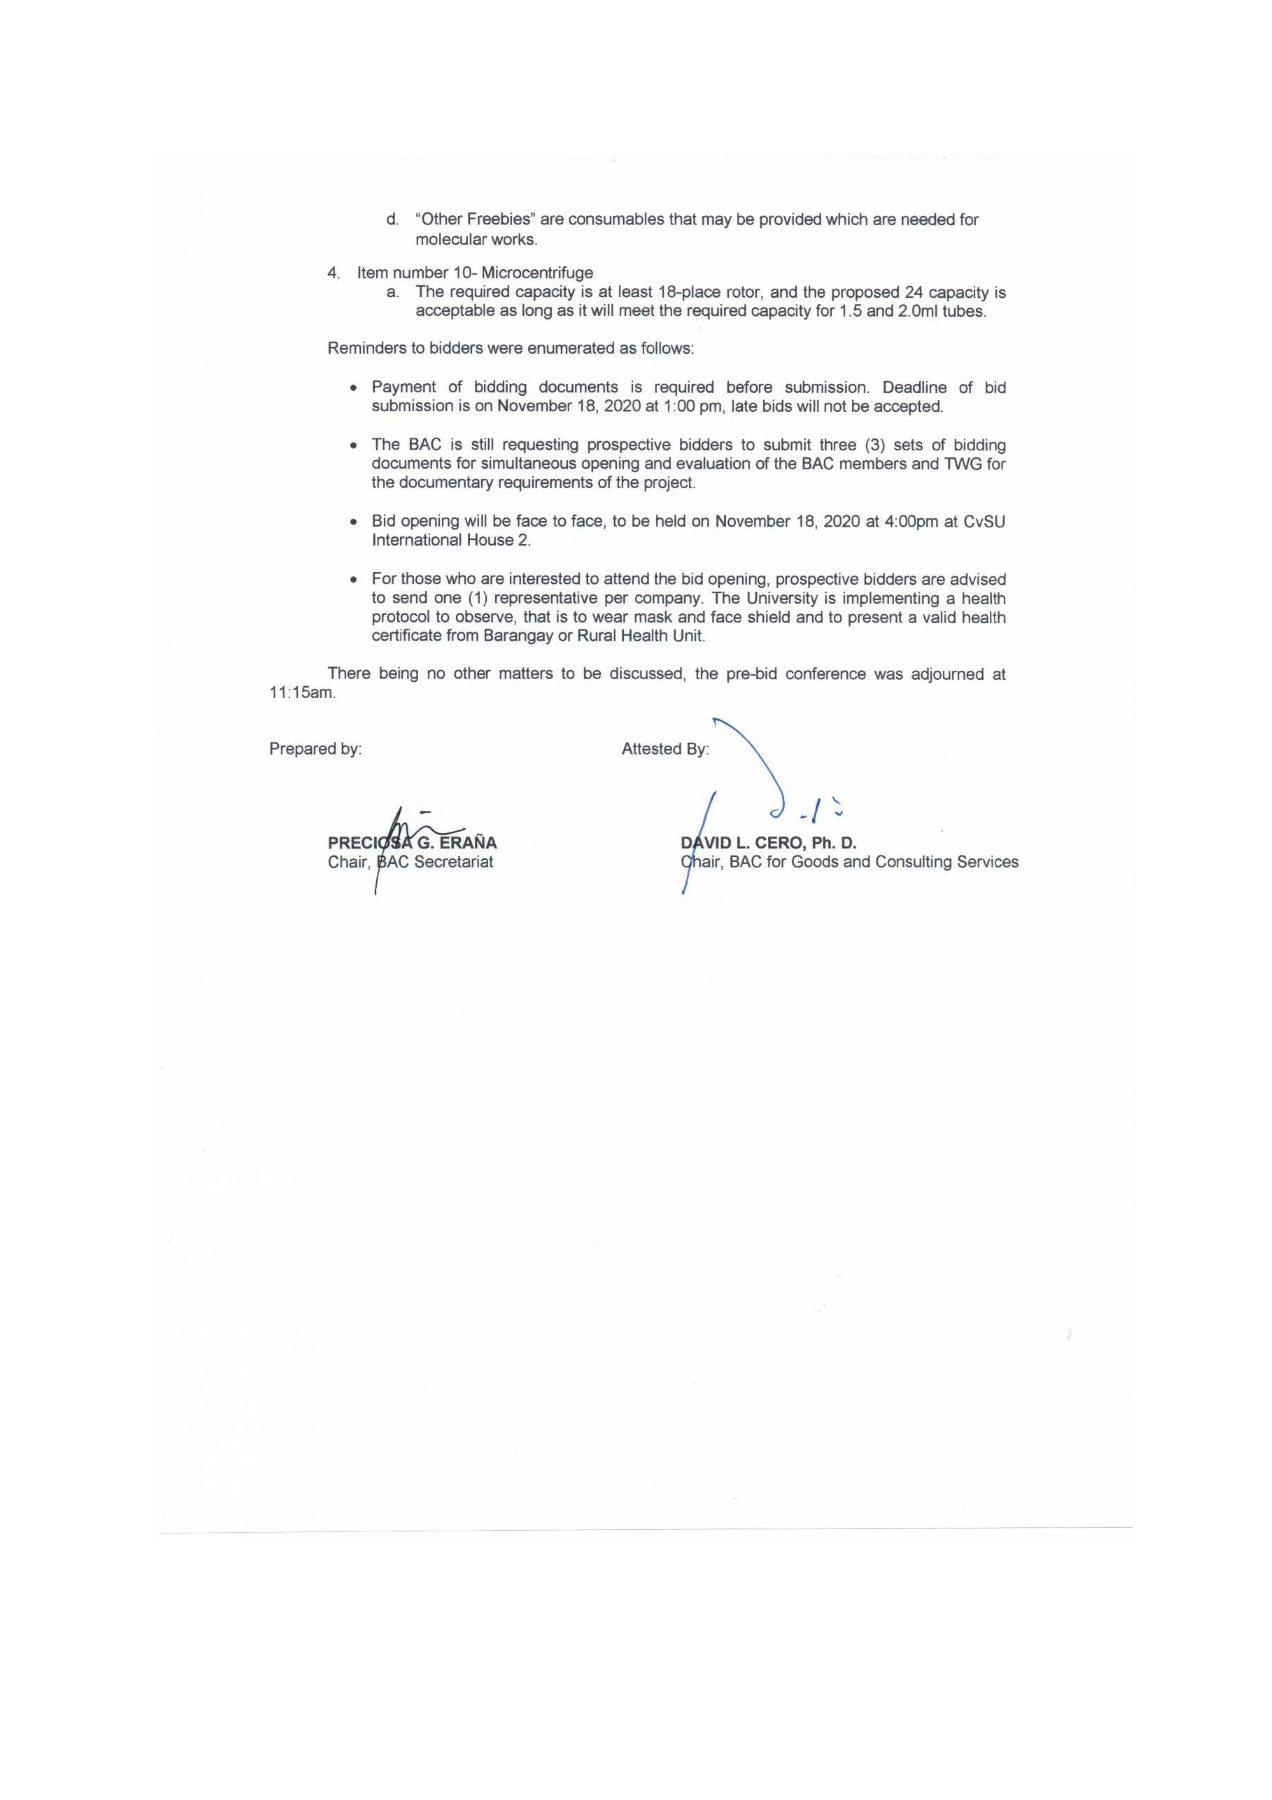 d. “Other Freebies” are consumables that may be provided which are needed for
molecular works.
4. Item number 10- Microcentrifuge
a. The required capacity is at least 18-place rotor, and the proposed 24 capacity is
acceptable as long as it will meet the required capacity for 1.5 and 2.0ml tubes.
Reminders to bidders were enumerated as follows:
• Payment of bidding documents is required before submission. Deadline of bid
submission is on November 18, 2020 at 1:00 pm, late bids will not be accepted.
• The BAC is still requesting prospective bidders to submit three (3) sets of bidding
documents for simultaneous opening and evaluation of the BAC members and TWG for
the documentary requirements of the project.
• Bid opening will be face to face, to be held on November 18, 2020 at 4:00pm at CvSU
International House 2.
• For those who are interested to attend the bid opening, prospective bidders are advised
to send one (1) representative per company. The University is implementing a health
protocol to observe, that is to wear mask and face shield and to present a valid health
certificate from Barangay or Rural Health Unit.
There being no other matters to be discussed, the pre-bid conference was adjourned at
11:15am.
Prepared by: Attested By:
PRECIOSA G. ERAÑA DAVID L. CERO, Ph. D.
Chair, BAC Secretariat Chair, BAC for Goods and Consulting Services